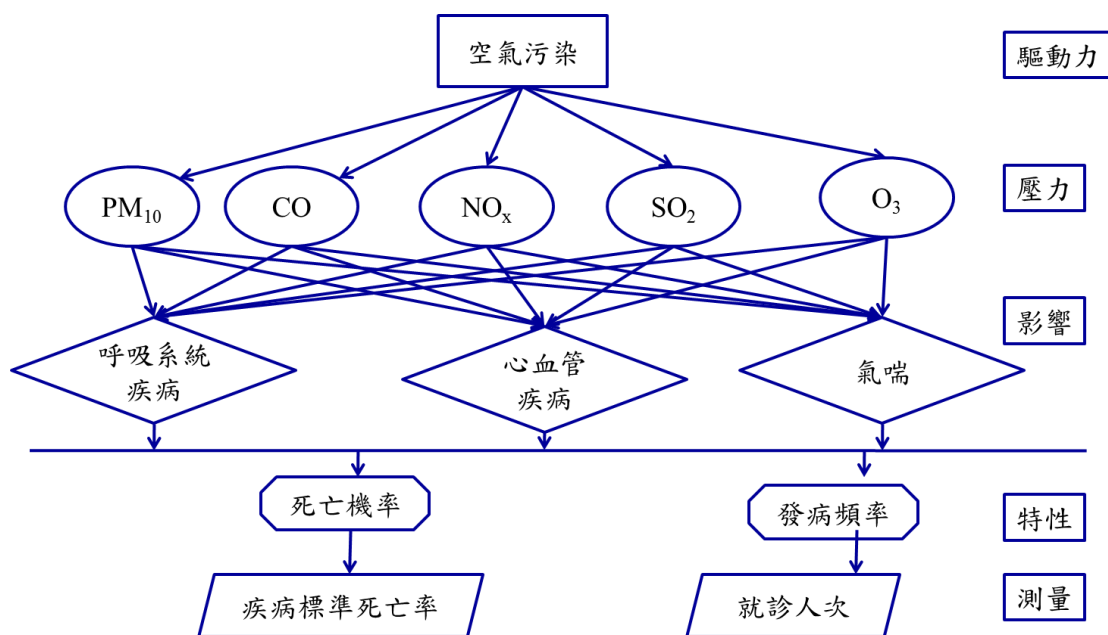 空氣污染
驅動力
PM₁₀
CO
NOₓ
SO₂
O₃
壓力
呼吸系統
疾病
心血管
疾病
氣喘
影響
死亡機率
發病頻率
特性
疾病標準死亡率
就診人次
測量